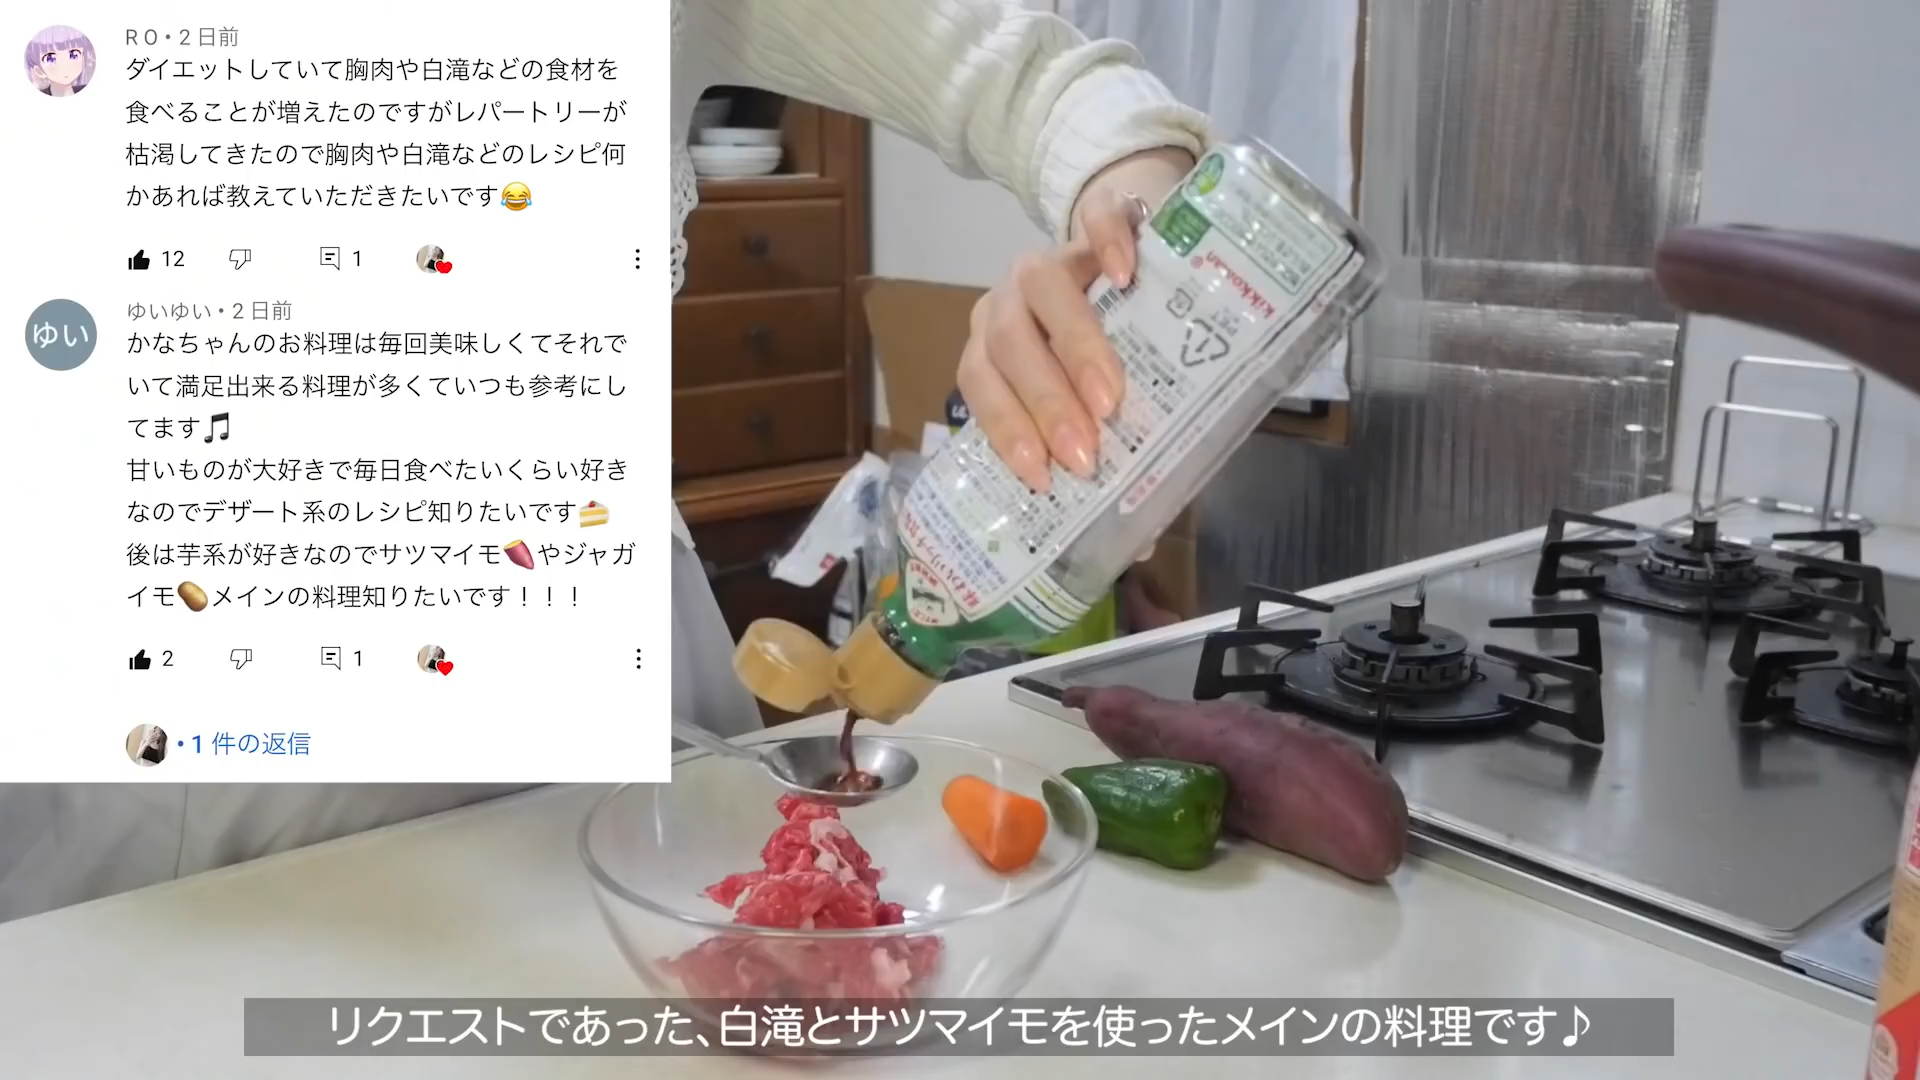 R O • 2 日前
ダイエットしていて胸肉や白滝などの食材を
食べることが増えたのですがレパートリーが
枯渇してきたので胸肉や白滝などのレシピ何
かあれば教えていただきたいです😂
12
1
ゆい
ゆいゆい • 2 日前
かなちゃんのお料理は毎回美味しくてそれで
いて満足出来る料理が多くていつも参考にし
てます🎵
甘いものが大好きで毎日食べたいくらい好き
なのでデザート系のレシピ知りたいです🍰
後は芋系が好きなのでサツマイモ🍠やジャガ
イモ🥔メインの料理知りたいです！！！
2
1
• 1 件の返信
kikkoman
PET
リクエストであった、白滝とサツマイモを使ったメインの料理です♪